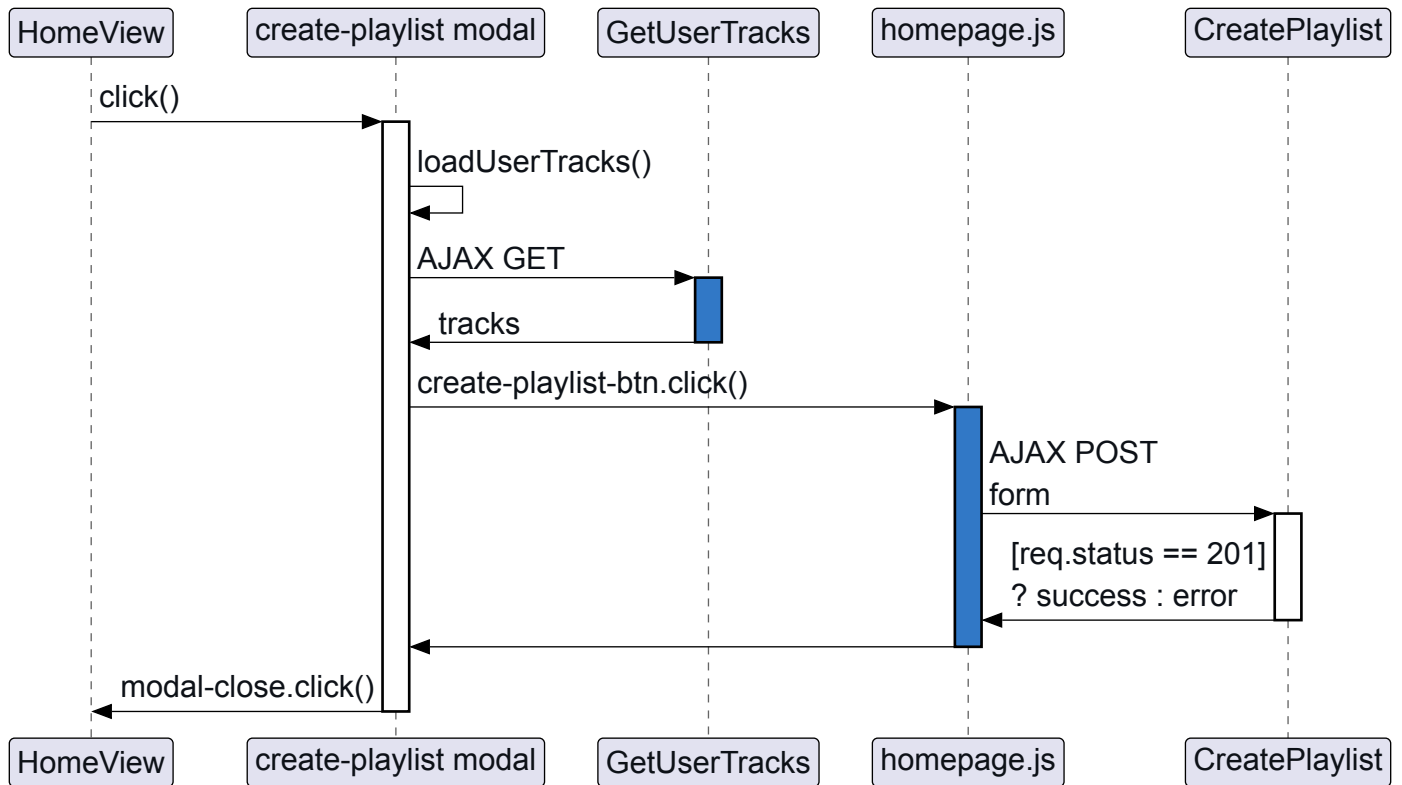 HomeView
create-playlist modal
GetUserTracks
homepage.js
CreatePlaylist
click()
loadUserTracks()
AJAX GET
tracks
create-playlist-btn.click()
AJAX POST
form
[req.status == 201]
? success : error
modal-close.click()
HomeView
create-playlist modal
GetUserTracks
homepage.js
CreatePlaylist